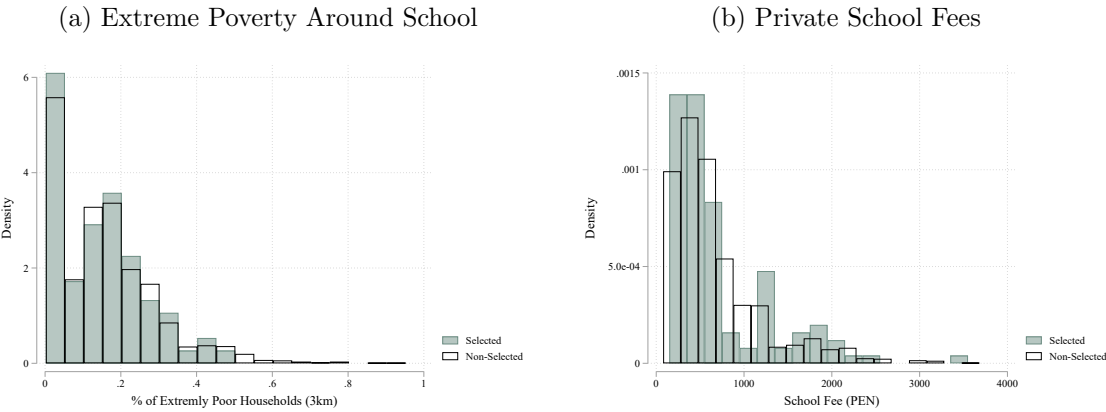 (a) Extreme Poverty Around School
6
4
2
0
Density
0 .2 .4 .6 .8 1
% of Extremly Poor Households (3km)
Selected
Non-Selected
(b) Private School Fees
.0015
.001
5.0e-04
0
Density
0 1000 2000 3000 4000
School Fee (PEN)
Selected
Non-Selected